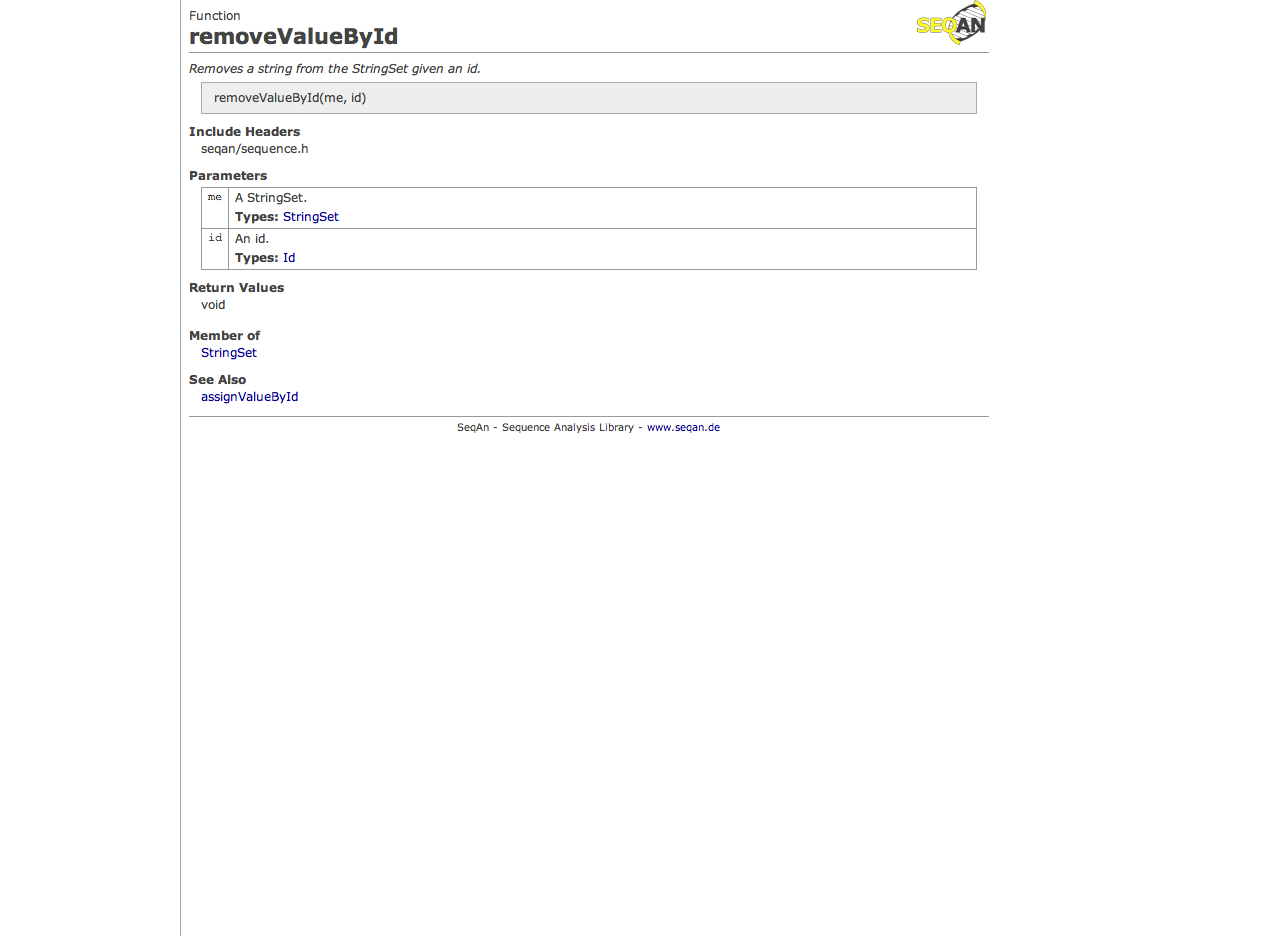 Function
removeValueById
SEQAN
Removes a string from the StringSet given an id.
removeValueById(me, id)
Include Headers
seqan/sequence.h
Parameters
me A StringSet.
Types: StringSet
id An id.
Types: Id
Return Values
void
Member of
StringSet
See Also
assignValueById
SeqAn - Sequence Analysis Library - www.seqan.de